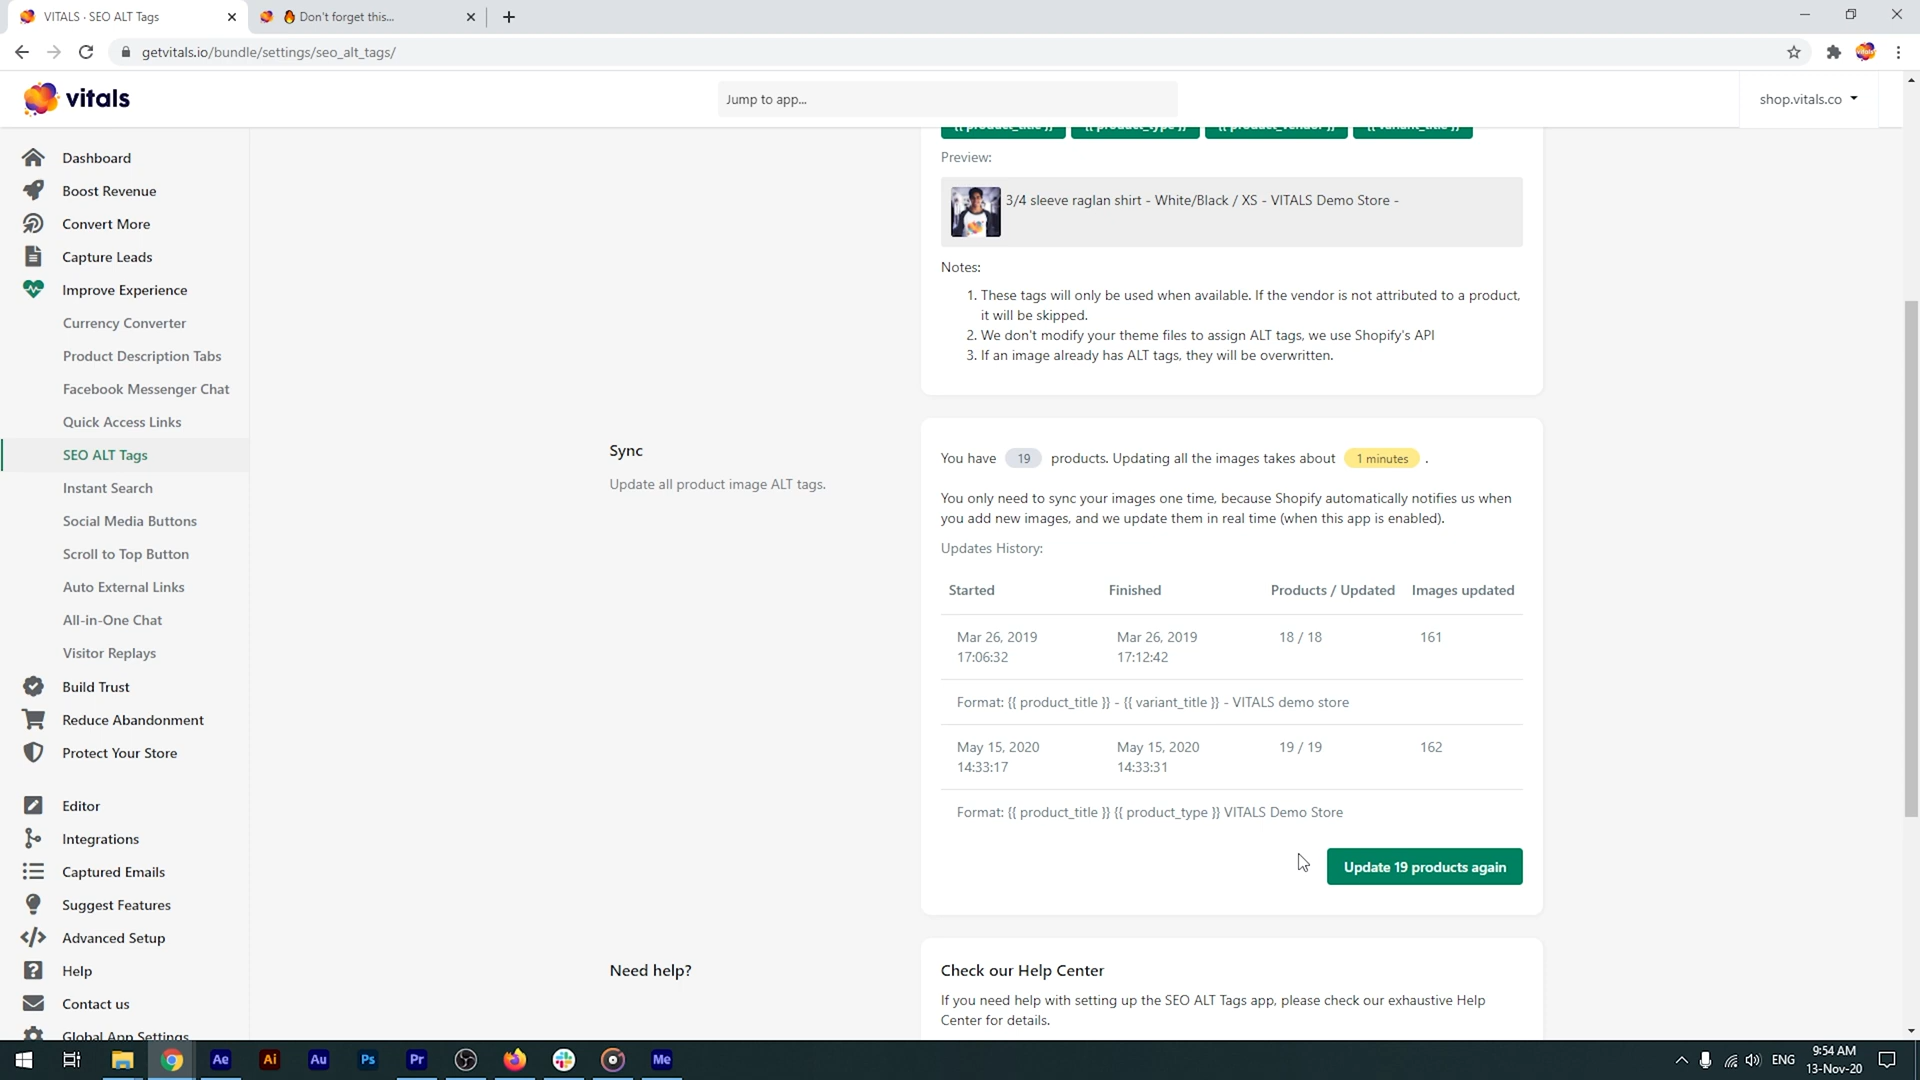 VITALS · SEO ALT Tags
Don't forget this...
getvitals.io/bundle/settings/seo_alt_tags/
vitals
Jump to app...
shop.vitals.co
Dashboard
Boost Revenue
Convert More
Capture Leads
Improve Experience
Currency Converter
Product Description Tabs
Facebook Messenger Chat
Quick Access Links
SEO ALT Tags
Instant Search
Social Media Buttons
Scroll to Top Button
Auto External Links
All-in-One Chat
Visitor Replays
Build Trust
Reduce Abandonment
Protect Your Store
Editor
Integrations
Captured Emails
Suggest Features
Advanced Setup
Help
Contact us
Global App Settings
{{ product_title }} {{ product_type }} {{ product_vendor }} {{ variant_title }}
Preview:
3/4 sleeve raglan shirt - White/Black / XS - VITALS Demo Store -
Notes:
1. These tags will only be used when available. If the vendor is not attributed to a product,
it will be skipped.
2. We don't modify your theme files to assign ALT tags, we use Shopify's API
3. If an image already has ALT tags, they will be overwritten.
Sync
Update all product image ALT tags.
You have 19 products. Updating all the images takes about 1 minutes .
You only need to sync your images one time, because Shopify automatically notifies us when
you add new images, and we update them in real time (when this app is enabled).
Updates History:
Started Finished Products / Updated Images updated
Mar 26, 2019 Mar 26, 2019 18 / 18 161
17:06:32 17:12:42
Format: {{ product_title }} - {{ variant_title }} - VITALS demo store
May 15, 2020 May 15, 2020 19 / 19 162
14:33:17 14:33:31
Format: {{ product_title }} {{ product_type }} VITALS Demo Store
Update 19 products again
Need help?
Check our Help Center
If you need help with setting up the SEO ALT Tags app, please check our exhaustive Help
Center for details.
Ae Ai Au Ps Pr Me
ENG
9:54 AM
13-Nov-20